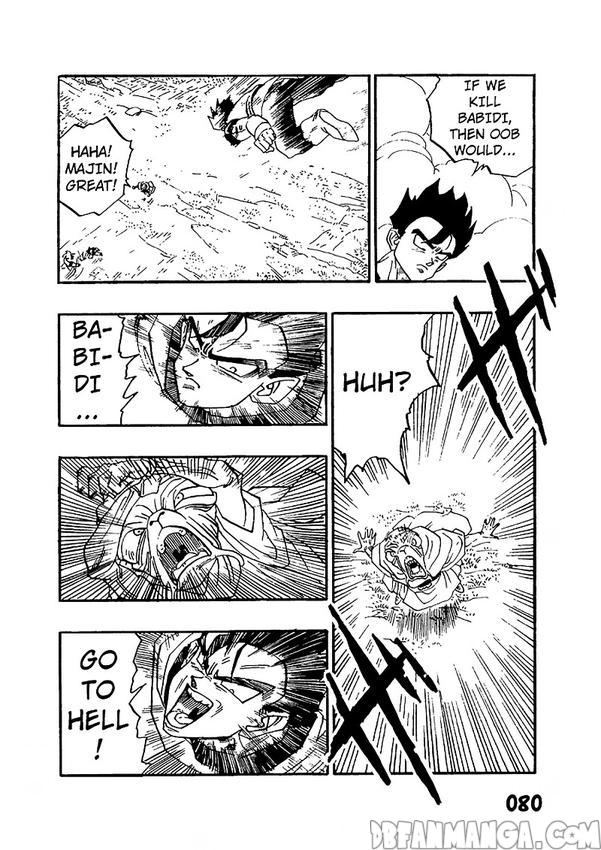 IF WE
KILL
BABIDI,
THEN OOB
WOULD...
HAHA!
MAJIN!
GREAT!
HUH?
BA-
BI-
DI
...
GO
TO
HELL
!
080
DBFANMANGA.COM